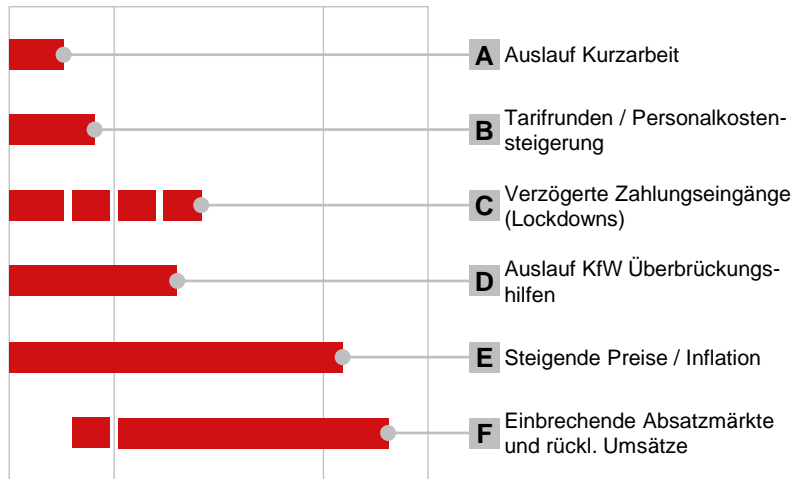 A Auslauf Kurzarbeit
B Tarifrunden / Personalkosten-
steigerung
C Verzögerte Zahlungseingänge
(Lockdowns)
D Auslauf KfW Überbrückungs-
hilfen
E Steigende Preise / Inflation
F Einbrechende Absatzmärkte
und rückl. Umsätze